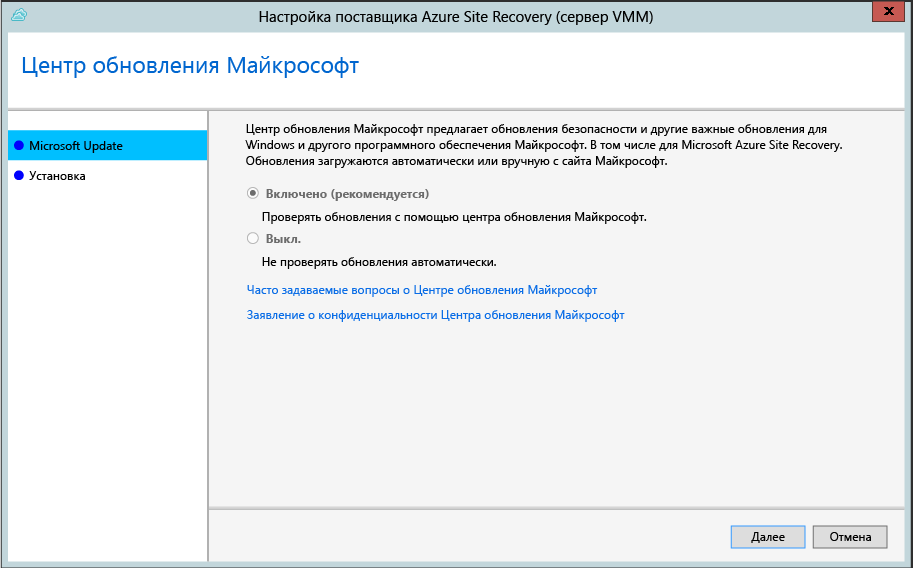 Настройка поставщика Azure Site Recovery (сервер VMM)
Центр обновления Майкрософт
Microsoft Update
Установка
Центр обновления Майкрософт предлагает обновления безопасности и другие важные обновления для
Windows и другого программного обеспечения Майкрософт. В том числе для Microsoft Azure Site Recovery.
Обновления загружаются автоматически или вручную с сайта Майкрософт.
Включено (рекомендуется)
Проверять обновления с помощью центра обновления Майкрософт.
Выкл.
Не проверять обновления автоматически.
Часто задаваемые вопросы о Центре обновления Майкрософт
Заявление о конфиденциальности Центра обновления Майкрософт
Далее
Отмена